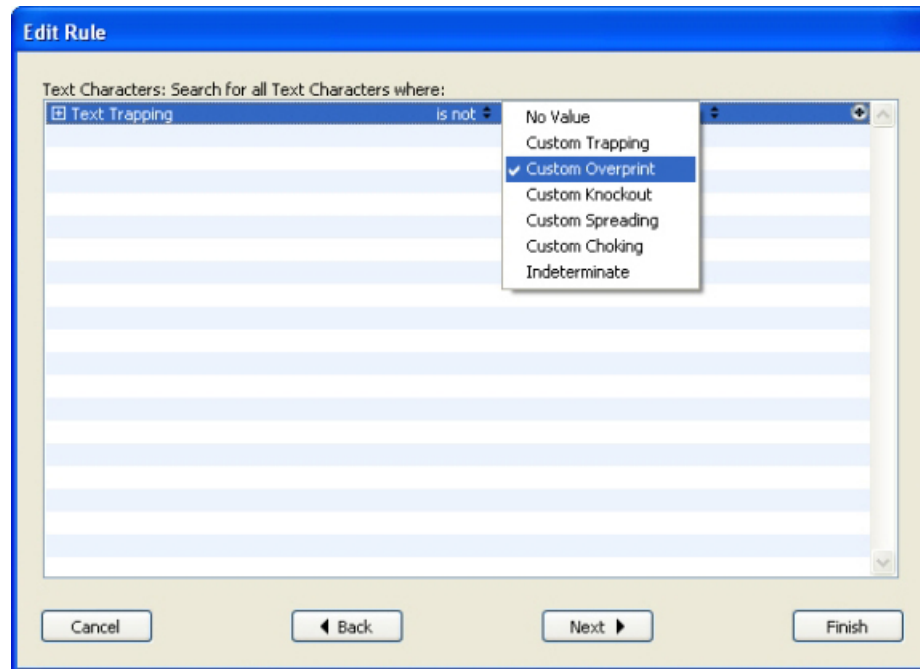 Edit Rule
Text Characters: Search for all Text Characters where:
Text Trapping is not
No Value
Custom Trapping
Custom Overprint
Custom Knockout
Custom Spreading
Custom Choking
Indeterminate
Cancel Back Next Finish